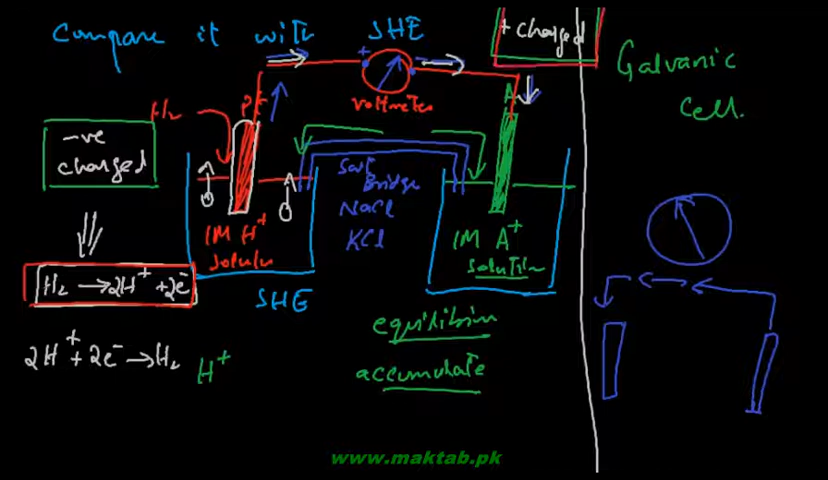 Compare it with SHE
+ charged
Galvanic
Cell.
+
H2
Pt
voltmeter
A
-ve
charged
Salt
Bridge
NaCl
KCl
1M H+
Solution
1M A+
Solution
H2 → 2H+ + 2e-
SHE
equilibrium
2H+ + 2e- → H2
H+
accumulate
www.maktab.pk